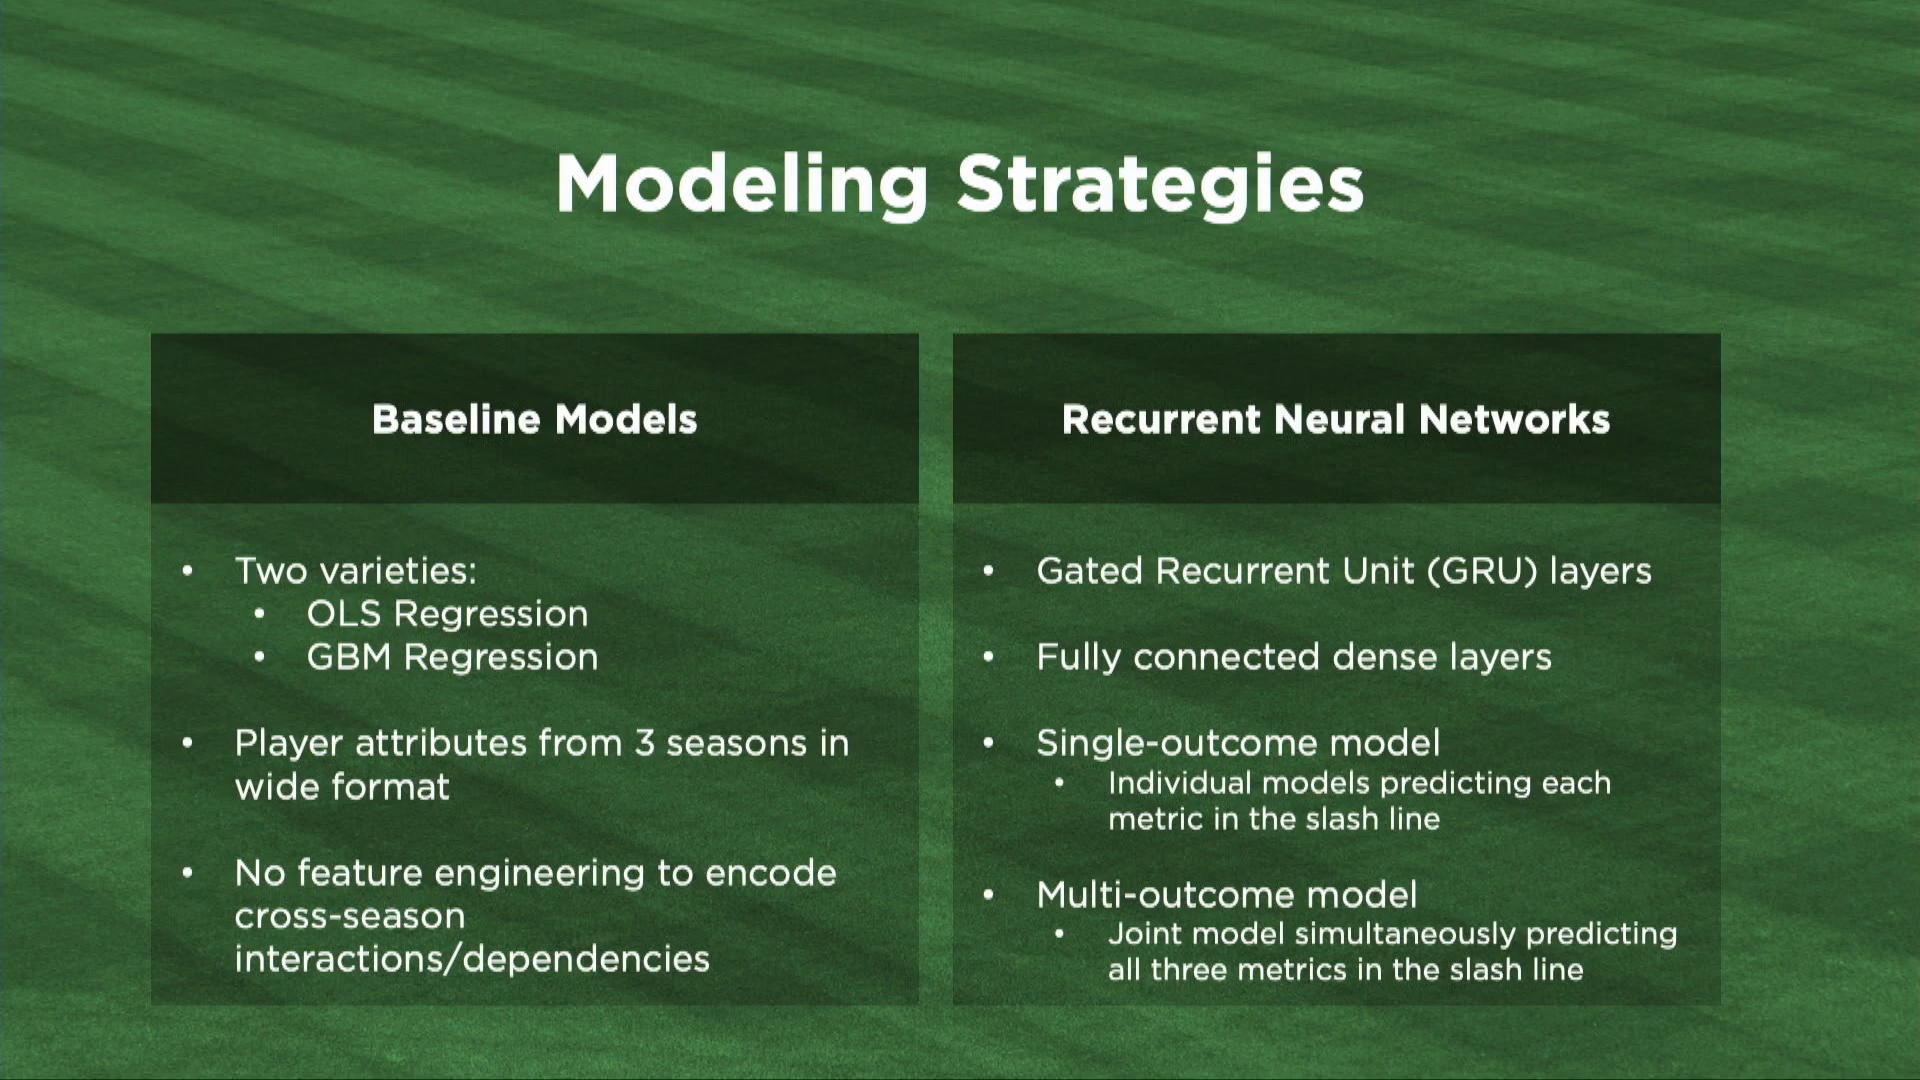 Modeling Strategies
Baseline Models
• Two varieties:
• OLS Regression
• GBM Regression
• Player attributes from 3 seasons in
wide format
• No feature engineering to encode
cross-season
interactions/dependencies
Recurrent Neural Networks
• Gated Recurrent Unit (GRU) layers
• Fully connected dense layers
• Single-outcome model
• Individual models predicting each
metric in the slash line
• Multi-outcome model
• Joint model simultaneously predicting
all three metrics in the slash line